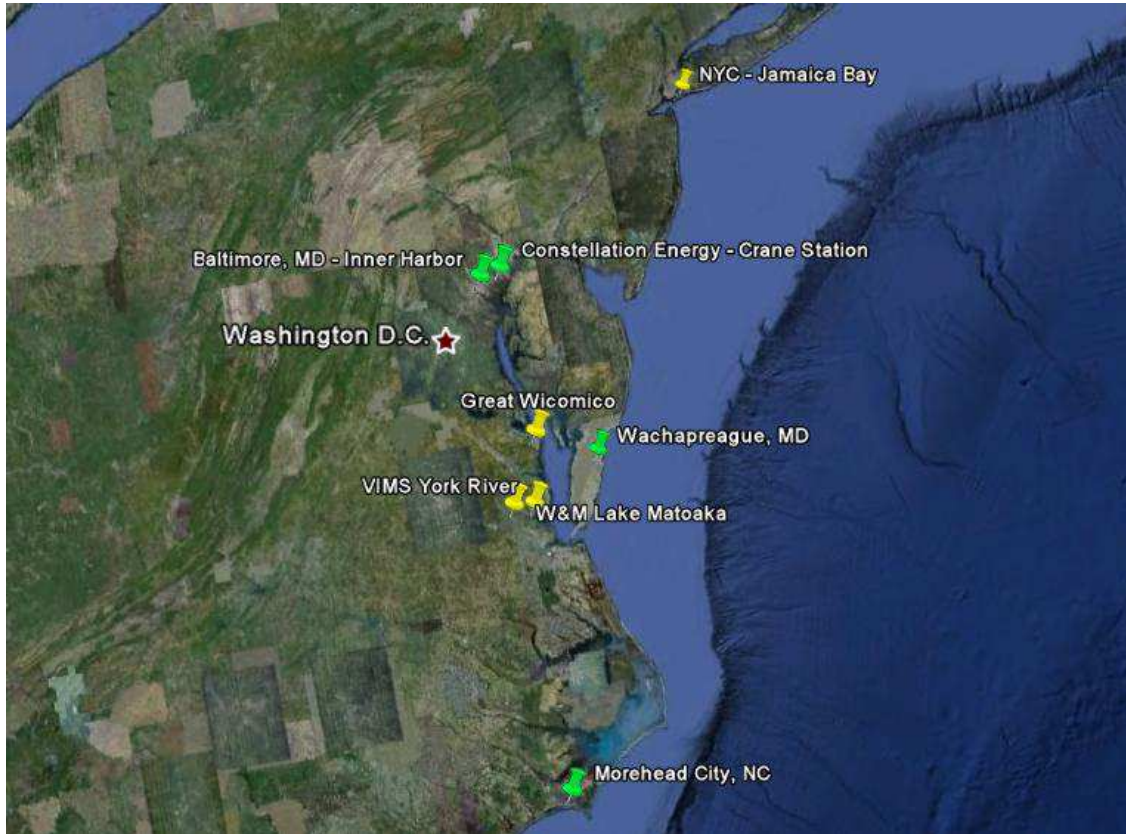 NYC - Jamaica Bay
Constellation Energy - Crane Station
Baltimore, MD - Inner Harbor
Washington D.C.
Great Wicomico
Wachapreague, MD
VIMS York River
W&M Lake Matoaka
Morehead City, NC